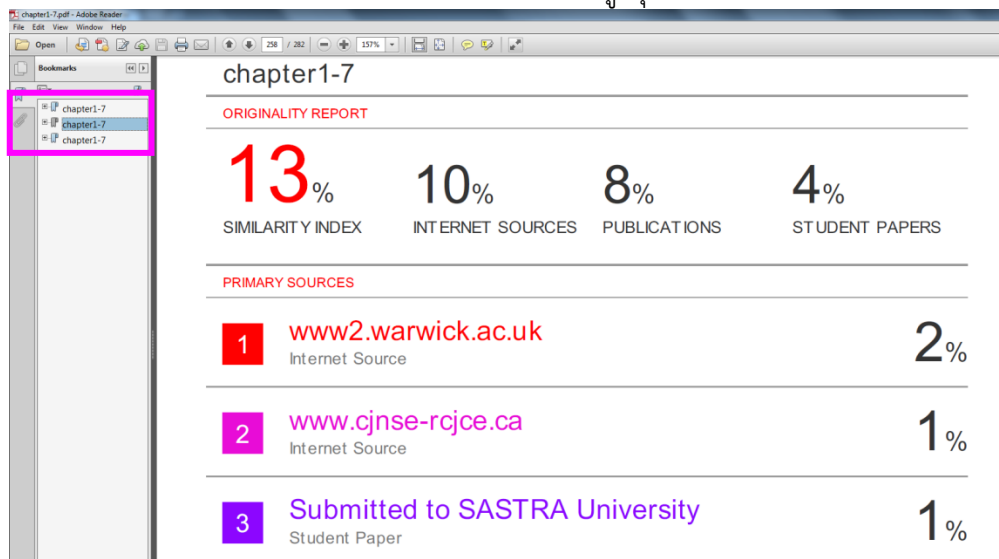 chapter1-7.pdf - Adobe Reader
File Edit View Window Help
Open 258 / 282 157%
Bookmarks
chapter1-7
chapter1-7
chapter1-7
chapter1-7
ORIGINALITY REPORT
13% 10% 8% 4%
SIMILARITY INDEX INTERNET SOURCES PUBLICATIONS STUDENT PAPERS
PRIMARY SOURCES
1 www2.warwick.ac.uk 2%
Internet Source
2 www.cjnse-rcjce.ca 1%
Internet Source
3 Submitted to SASTRA University 1%
Student Paper